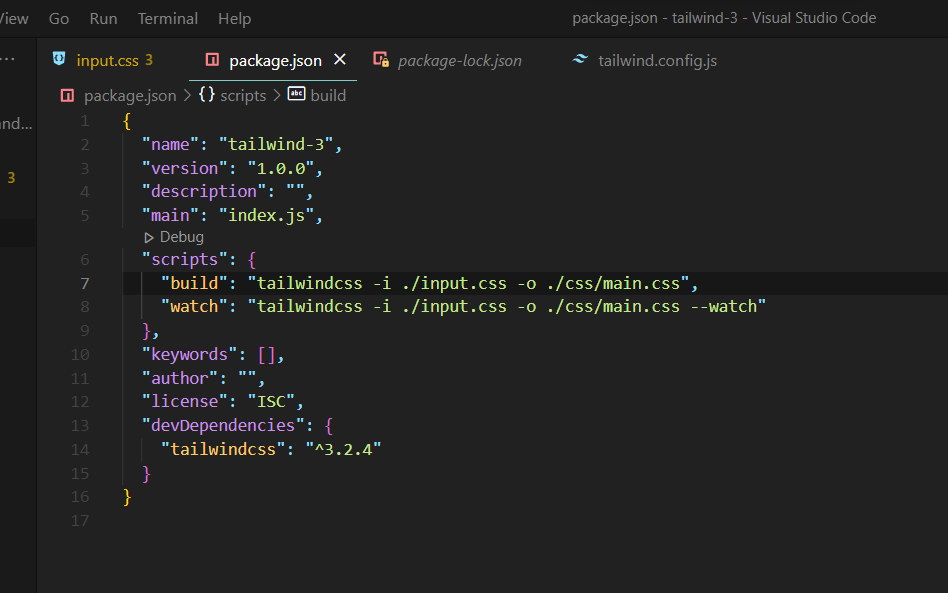 View Go Run Terminal Help package.json - tailwind-3 - Visual Studio Code
input.css 3 package.json package-lock.json tailwind.config.js
package.json > {} scripts > abc build
and...
3
1 {
2 "name": "tailwind-3",
3 "version": "1.0.0",
4 "description": "",
5 "main": "index.js",
Debug
6 "scripts": {
7 "build": "tailwindcss -i ./input.css -o ./css/main.css",
8 "watch": "tailwindcss -i ./input.css -o ./css/main.css --watch"
9 },
10 "keywords": [],
11 "author": "",
12 "license": "ISC",
13 "devDependencies": {
14 "tailwindcss": "^3.2.4"
15 }
16 }
17